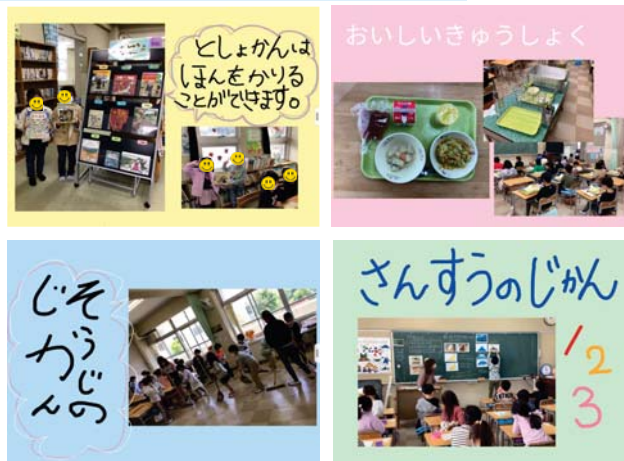 としょかんは
ほんをかりる
ことができます。
おいしいきゅうしょく
そうじの
じかん
さんすうのじかん
1
2
3